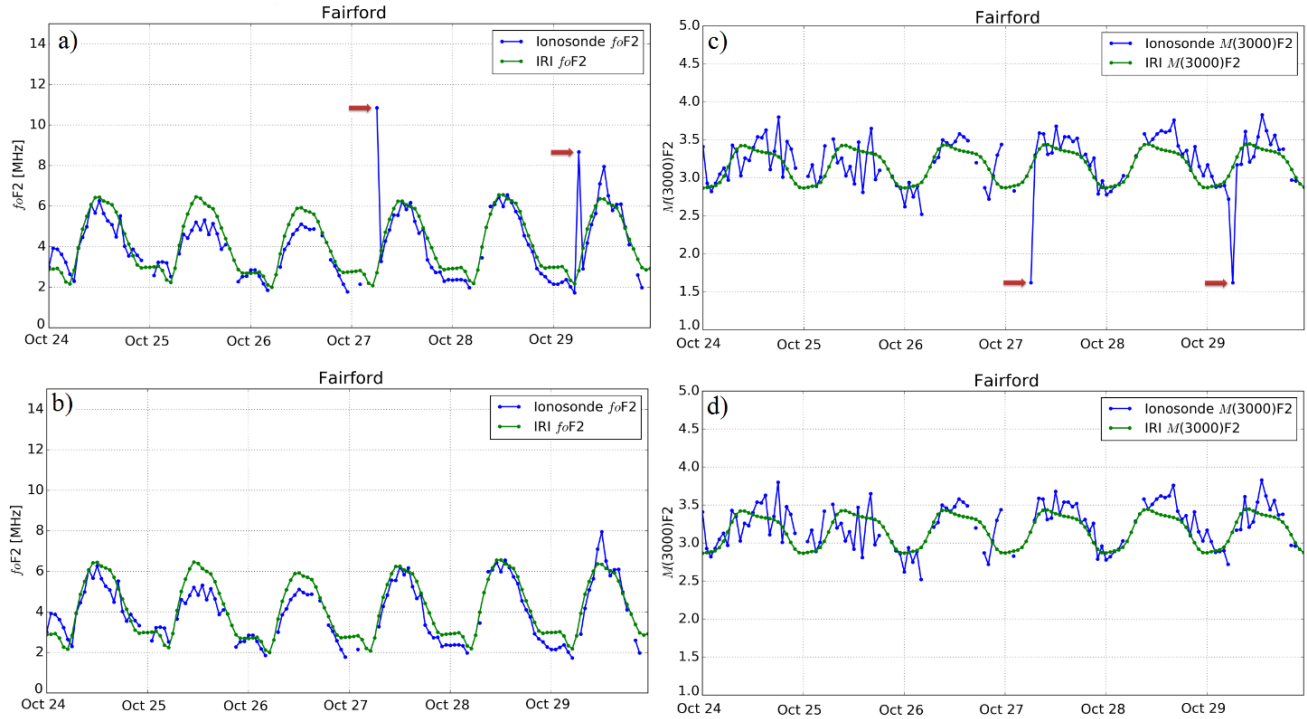 Fairford
a)
Ionosonde foF2
IRI foF2
foF2 [MHz]
14
12
10
8
6
4
2
0
Oct 24 Oct 25 Oct 26 Oct 27 Oct 28 Oct 29
Fairford
c)
Ionosonde M(3000)F2
IRI M(3000)F2
M(3000)F2
5.0
4.5
4.0
3.5
3.0
2.5
2.0
1.5
1.0
Oct 24 Oct 25 Oct 26 Oct 27 Oct 28 Oct 29
Fairford
b)
Ionosonde foF2
IRI foF2
foF2 [MHz]
14
12
10
8
6
4
2
0
Oct 24 Oct 25 Oct 26 Oct 27 Oct 28 Oct 29
Fairford
d)
Ionosonde M(3000)F2
IRI M(3000)F2
M(3000)F2
5.0
4.5
4.0
3.5
3.0
2.5
2.0
1.5
1.0
Oct 24 Oct 25 Oct 26 Oct 27 Oct 28 Oct 29